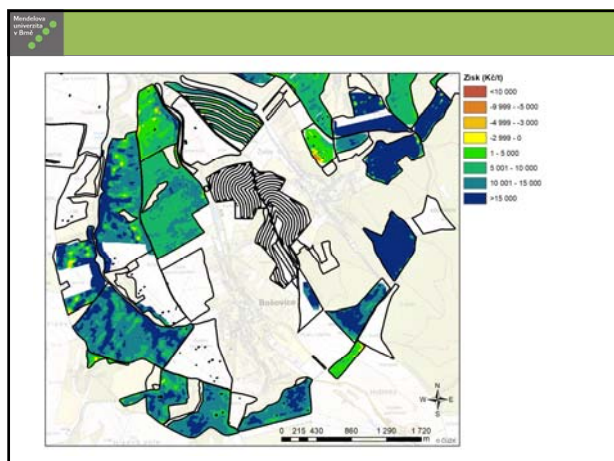 Mendelova
univerzita
v Brně
Zisk (Kč/t)
<10 000
-9 999 - -5 000
-4 999 - -3 000
-2 999 - 0
1 - 5 000
5 001 - 10 000
10 001 - 15 000
>15 000
Bošovice
N
W E
S
0 215 430 860 1 290 1 720
m